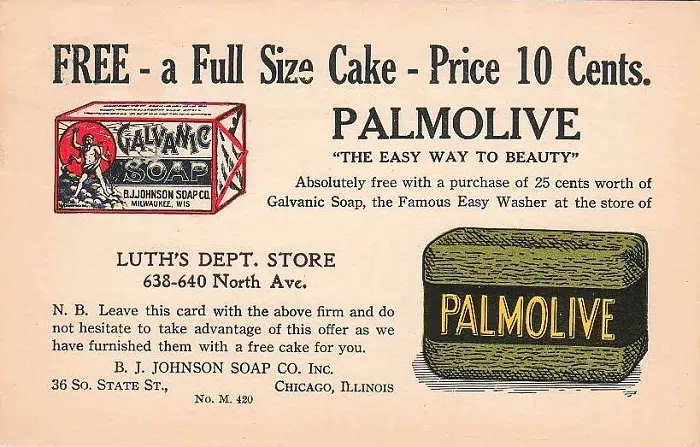 FREE - a Full Size Cake - Price 10 Cents.
GALVANIC
SOAP
B.J.JOHNSON SOAP CO.
MILWAUKEE, WIS
PALMOLIVE
"THE EASY WAY TO BEAUTY"
Absolutely free with a purchase of 25 cents worth of
Galvanic Soap, the Famous Easy Washer at the store of
LUTH'S DEPT. STORE
638-640 North Ave.
N. B. Leave this card with the above firm and do
not hesitate to take advantage of this offer as we
have furnished them with a free cake for you.
B. J. JOHNSON SOAP CO. INC.
36 So. STATE ST., CHICAGO, ILLINOIS
No. M. 420
PALMOLIVE